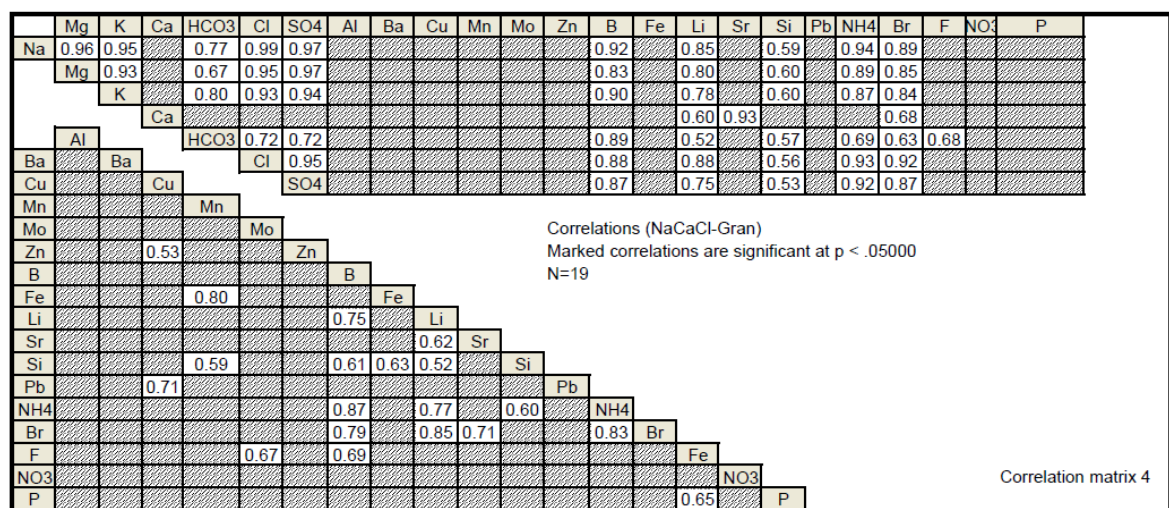 Mg K Ca HCO3 Cl SO4 Al Ba Cu Mn Mo Zn B Fe Li Sr Si Pb NH4 Br F NO3 P
Na 0.96 0.95 0.77 0.99 0.97 0.92 0.85 0.59 0.94 0.89
Mg 0.93 0.67 0.95 0.97 0.83 0.80 0.60 0.89 0.85
K 0.80 0.93 0.94 0.90 0.78 0.60 0.87 0.84
Ca 0.60 0.93 0.68
Al HCO3 0.72 0.72 0.89 0.52 0.57 0.69 0.63 0.68
Ba Ba Cl 0.95 0.88 0.88 0.56 0.93 0.92
Cu Cu SO4 0.87 0.75 0.53 0.92 0.87
Mn Mn
Mo Mo Correlations (NaCaCl-Gran)
Zn 0.53 Zn Marked correlations are significant at p < .05000
B B N=19
Fe 0.80 Fe
Li 0.75 Li
Sr 0.62 Sr
Si 0.59 0.61 0.63 0.52 Si
Pb 0.71 Pb
NH4 0.87 0.77 0.60 NH4
Br 0.79 0.85 0.71 0.83 Br
F 0.67 0.69 Fe
NO3 NO3 Correlation matrix 4
P 0.65 P